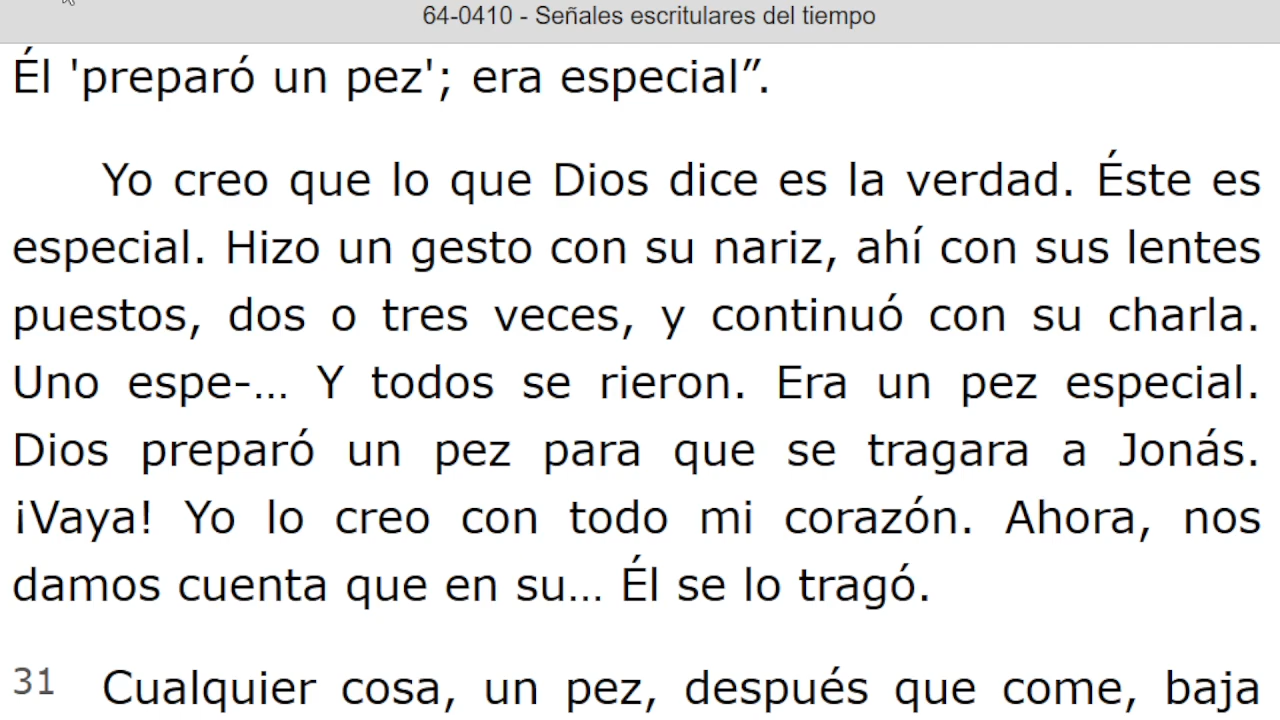 64-0410 - Señales escritulares del tiempo
Él 'preparó un pez'; era especial”.
Yo creo que lo que Dios dice es la verdad. Éste es
especial. Hizo un gesto con su nariz, ahí con sus lentes
puestos, dos o tres veces, y continuó con su charla.
Uno espe-... Y todos se rieron. Era un pez especial.
Dios preparó un pez para que se tragara a Jonás.
¡Vaya! Yo lo creo con todo mi corazón. Ahora, nos
damos cuenta que en su... Él se lo tragó.
31 Cualquier cosa, un pez, después que come, baja